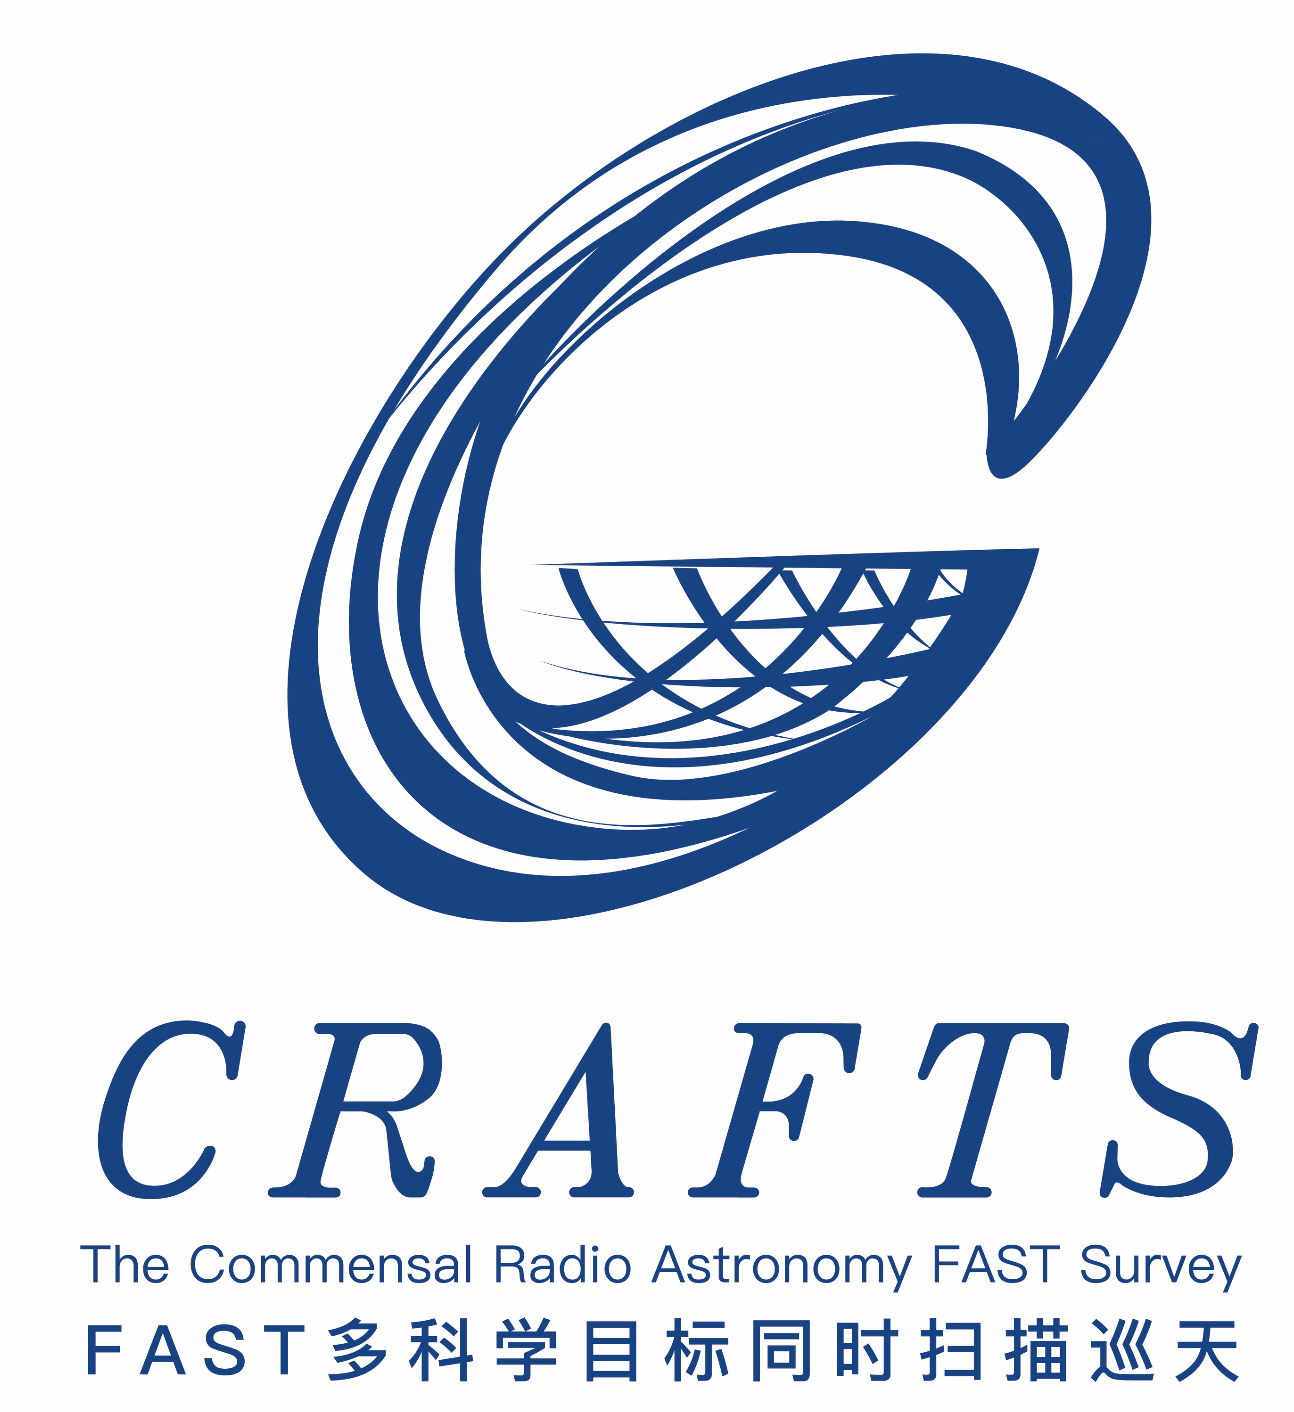 CRAFTS
The Commensal Radio Astronomy FAST Survey
FAST多科学目标同时扫描巡天